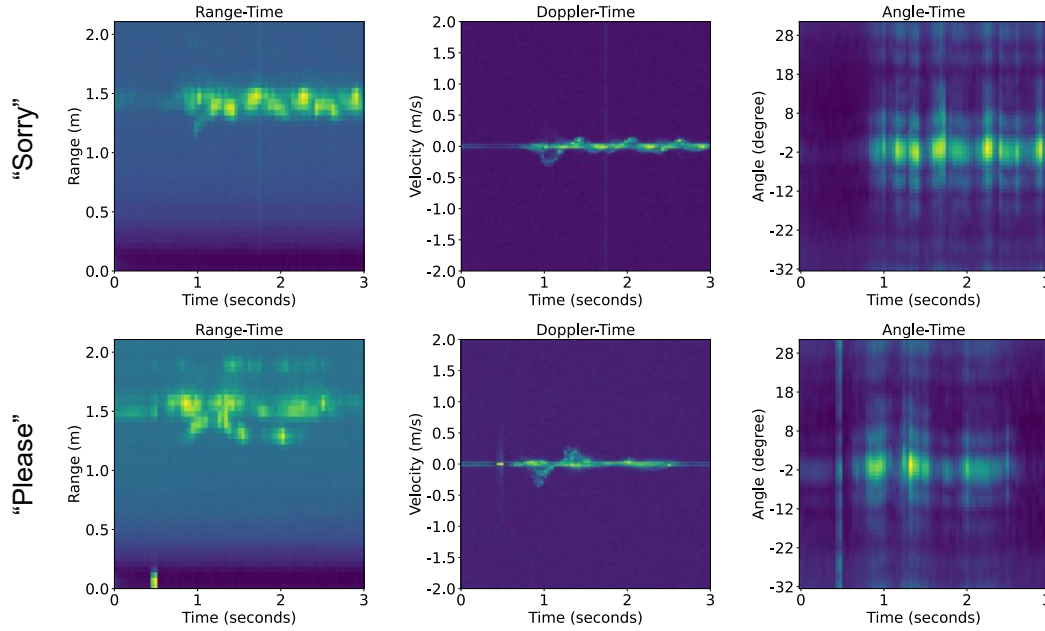 Range-Time
Doppler-Time
Angle-Time
“Sorry”
Range (m)
2.0
1.5
1.0
0.5
0.0
0 1 2 3
Time (seconds)
Velocity (m/s)
2.0
1.5
1.0
0.5
0.0
-0.5
-1.0
-1.5
-2.0
0 1 2 3
Time (seconds)
Angle (degree)
28
18
8
-2
-12
-22
-32
0 1 2 3
Time (seconds)
Range-Time
Doppler-Time
Angle-Time
“Please”
Range (m)
2.0
1.5
1.0
0.5
0.0
0 1 2 3
Time (seconds)
Velocity (m/s)
2.0
1.5
1.0
0.5
0.0
-0.5
-1.0
-1.5
-2.0
0 1 2 3
Time (seconds)
Angle (degree)
28
18
8
-2
-12
-22
-32
0 1 2 3
Time (seconds)